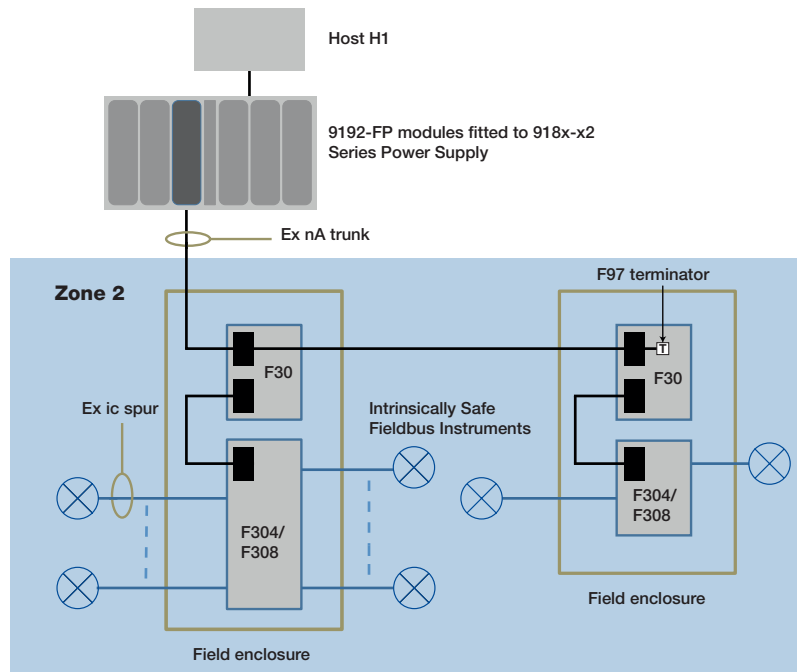 Host H1
9192-FP modules fitted to 918x-x2
Series Power Supply
Ex nA trunk
F97 terminator
Zone 2
T
F30
F30
Ex ic spur
Intrinsically Safe
Fieldbus Instruments
F304/
F308
F304/
F308
Field enclosure
Field enclosure